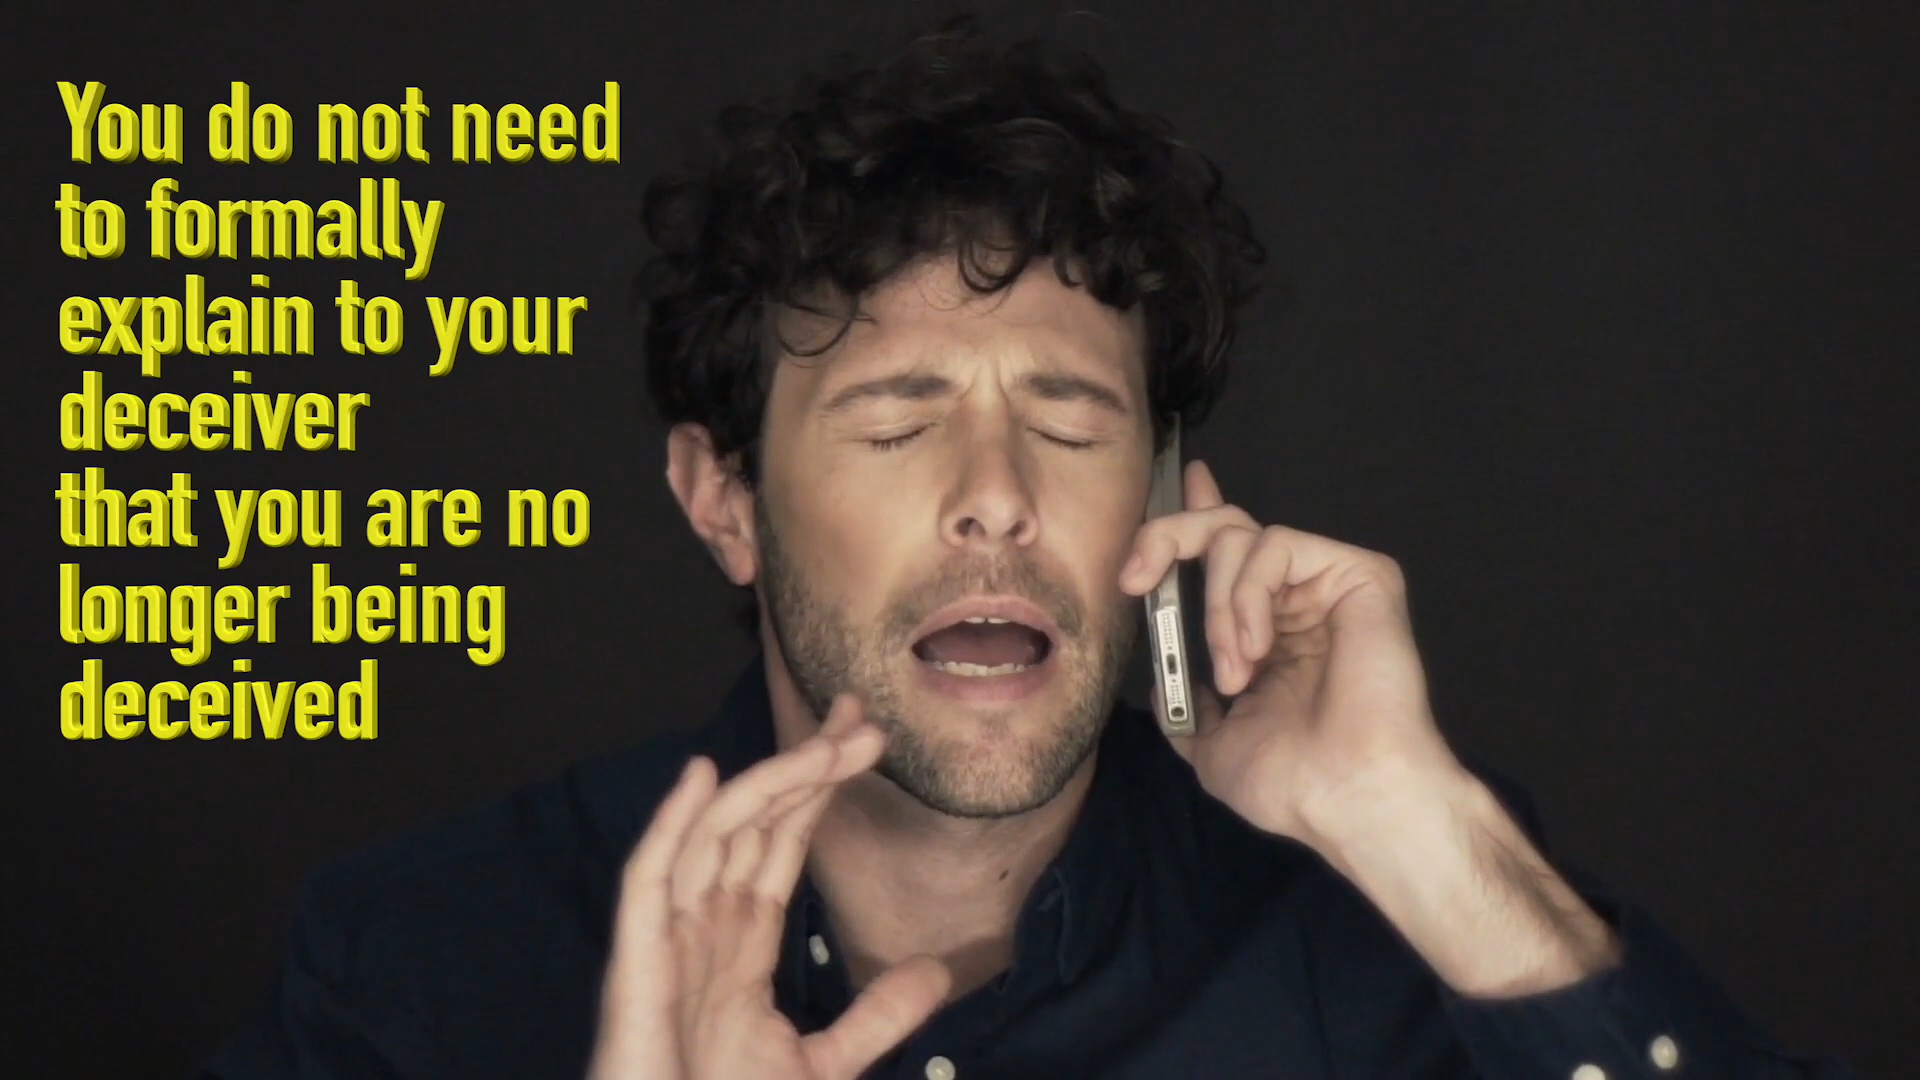 You do not need
to formally
explain to your
deceiver
that you are no
longer being
deceived